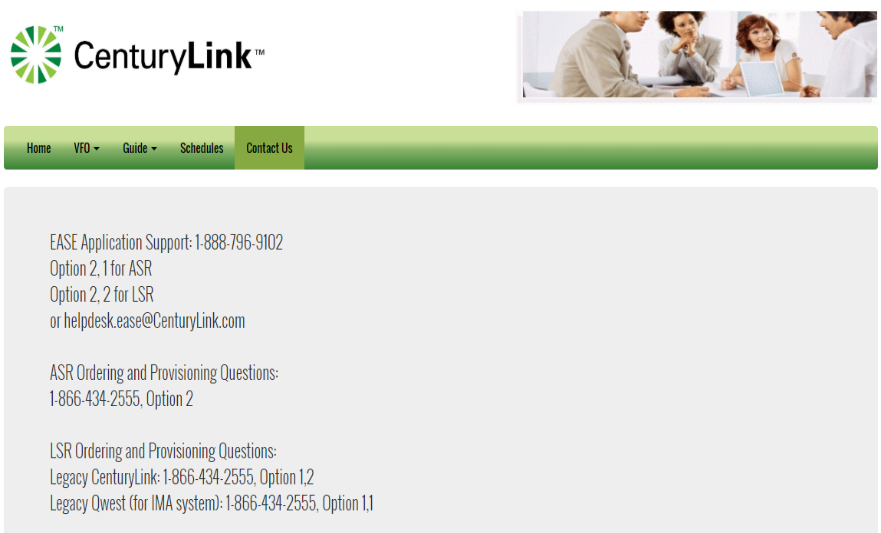 CenturyLink™
Home VFO Guide Schedules Contact Us
EASE Application Support: 1-888-796-9102
Option 2, 1 for ASR
Option 2, 2 for LSR
or helpdesk.ease@CenturyLink.com
ASR Ordering and Provisioning Questions:
1-866-434-2555, Option 2
LSR Ordering and Provisioning Questions:
Legacy CenturyLink: 1-866-434-2555, Option 1,2
Legacy Qwest (for IMA system): 1-866-434-2555, Option 1,1